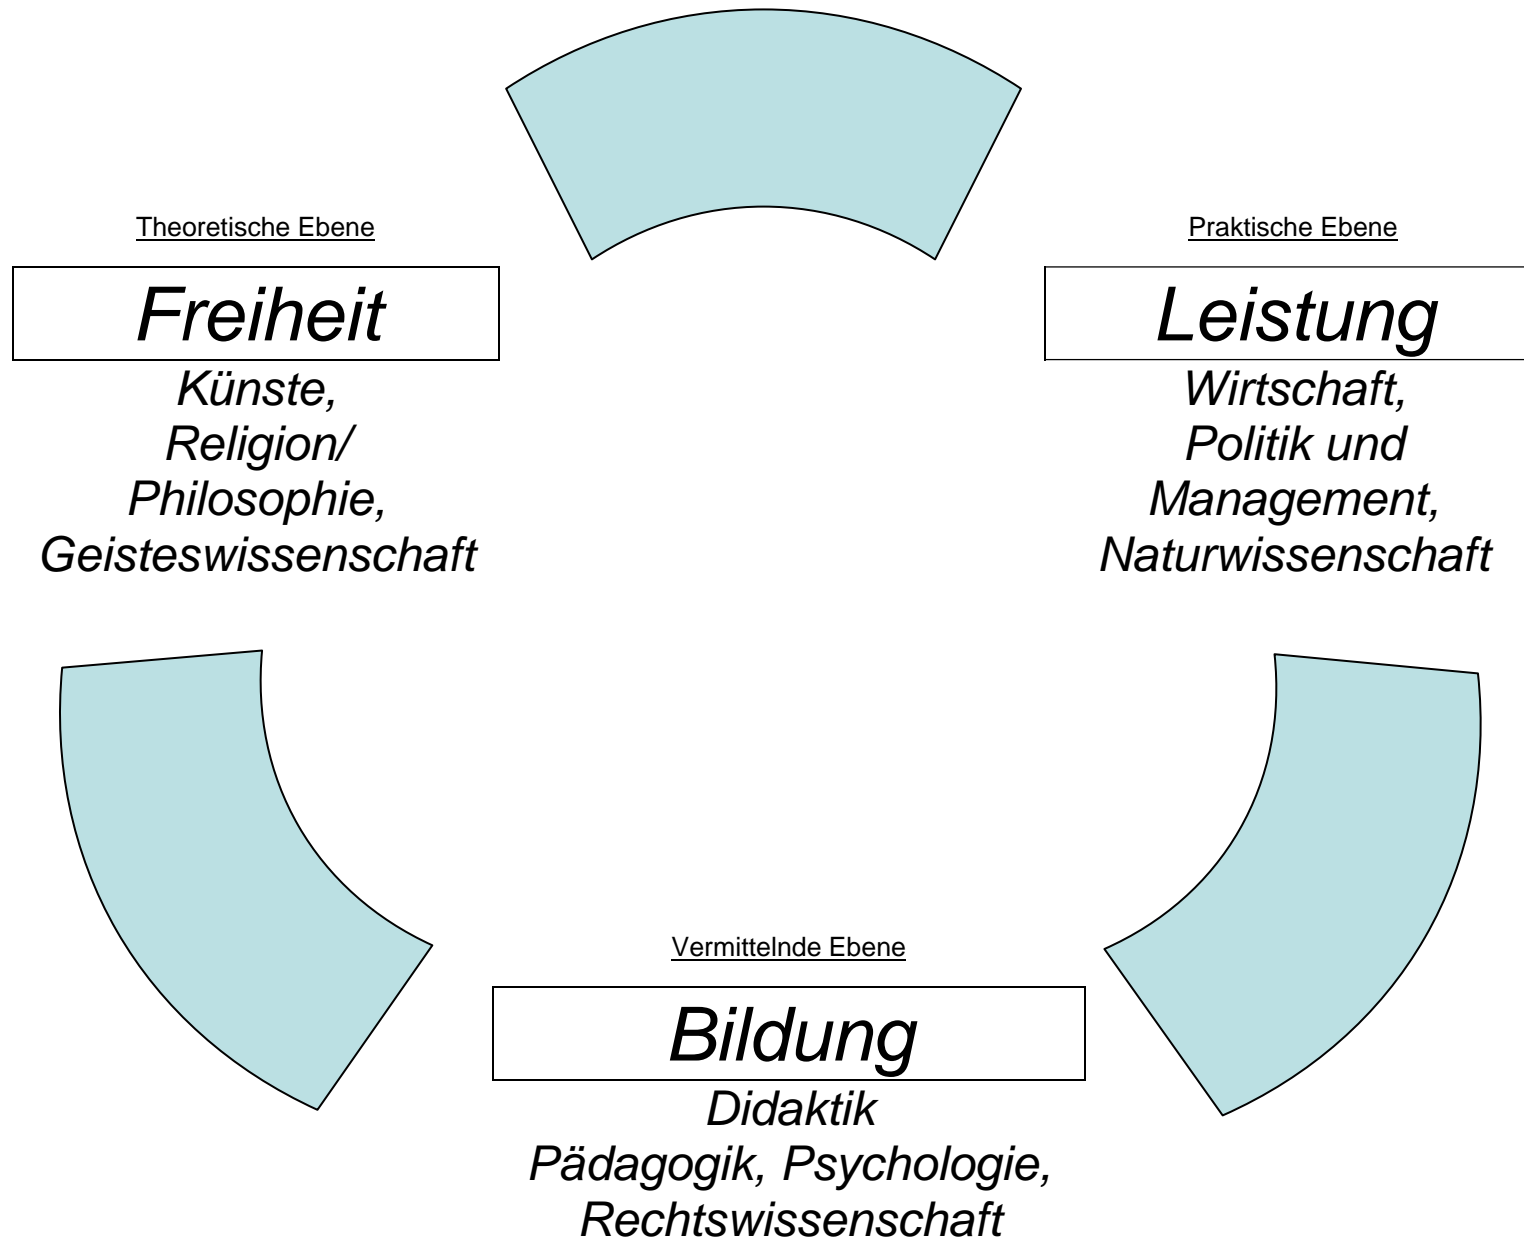 Theoretische Ebene
Freiheit
Künste,
Religion/
Philosophie,
Geisteswissenschaft
Praktische Ebene
Leistung
Wirtschaft,
Politik und
Management,
Naturwissenschaft
Vermittelnde Ebene
Bildung
Didaktik
Pädagogik, Psychologie,
Rechtswissenschaft